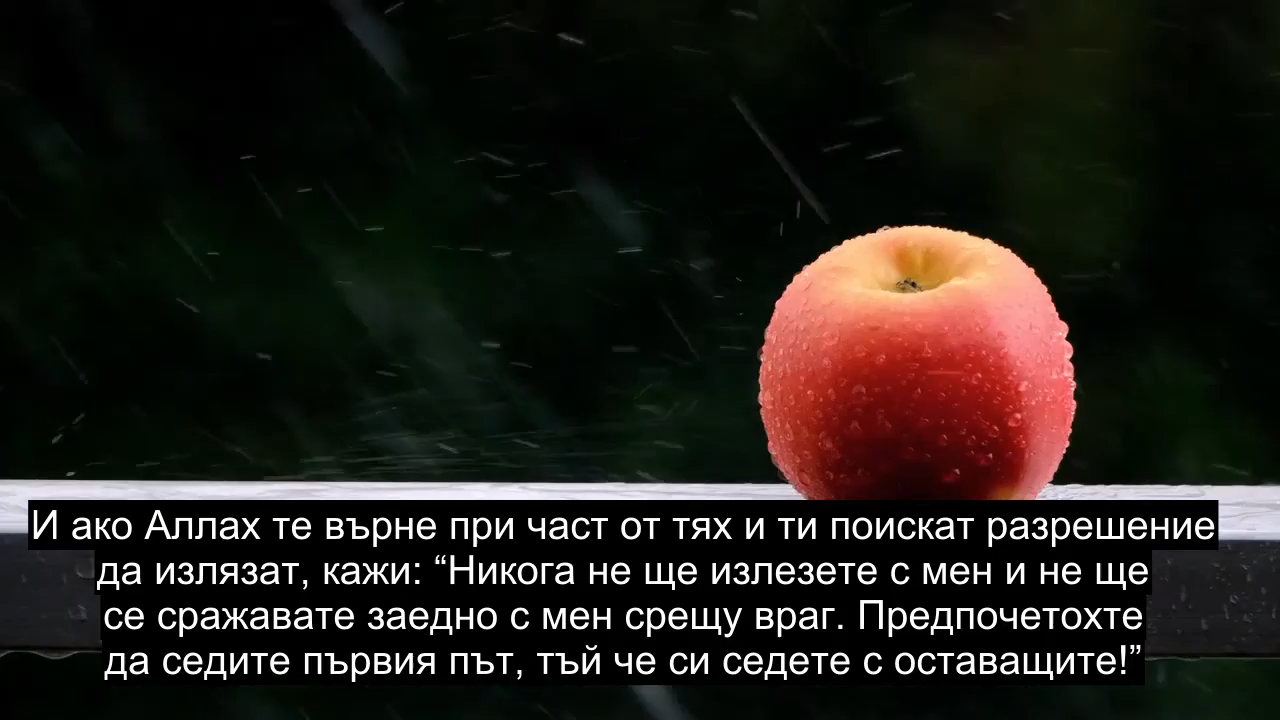 И ако Аллах те върне при част от тях и ти поискат разрешение
да излязат, кажи: “Никога не ще излезете с мен и не ще
се сражавате заедно с мен срещу враг. Предпочетохте
да седите първия път, тъй че си седете с оставащите!”